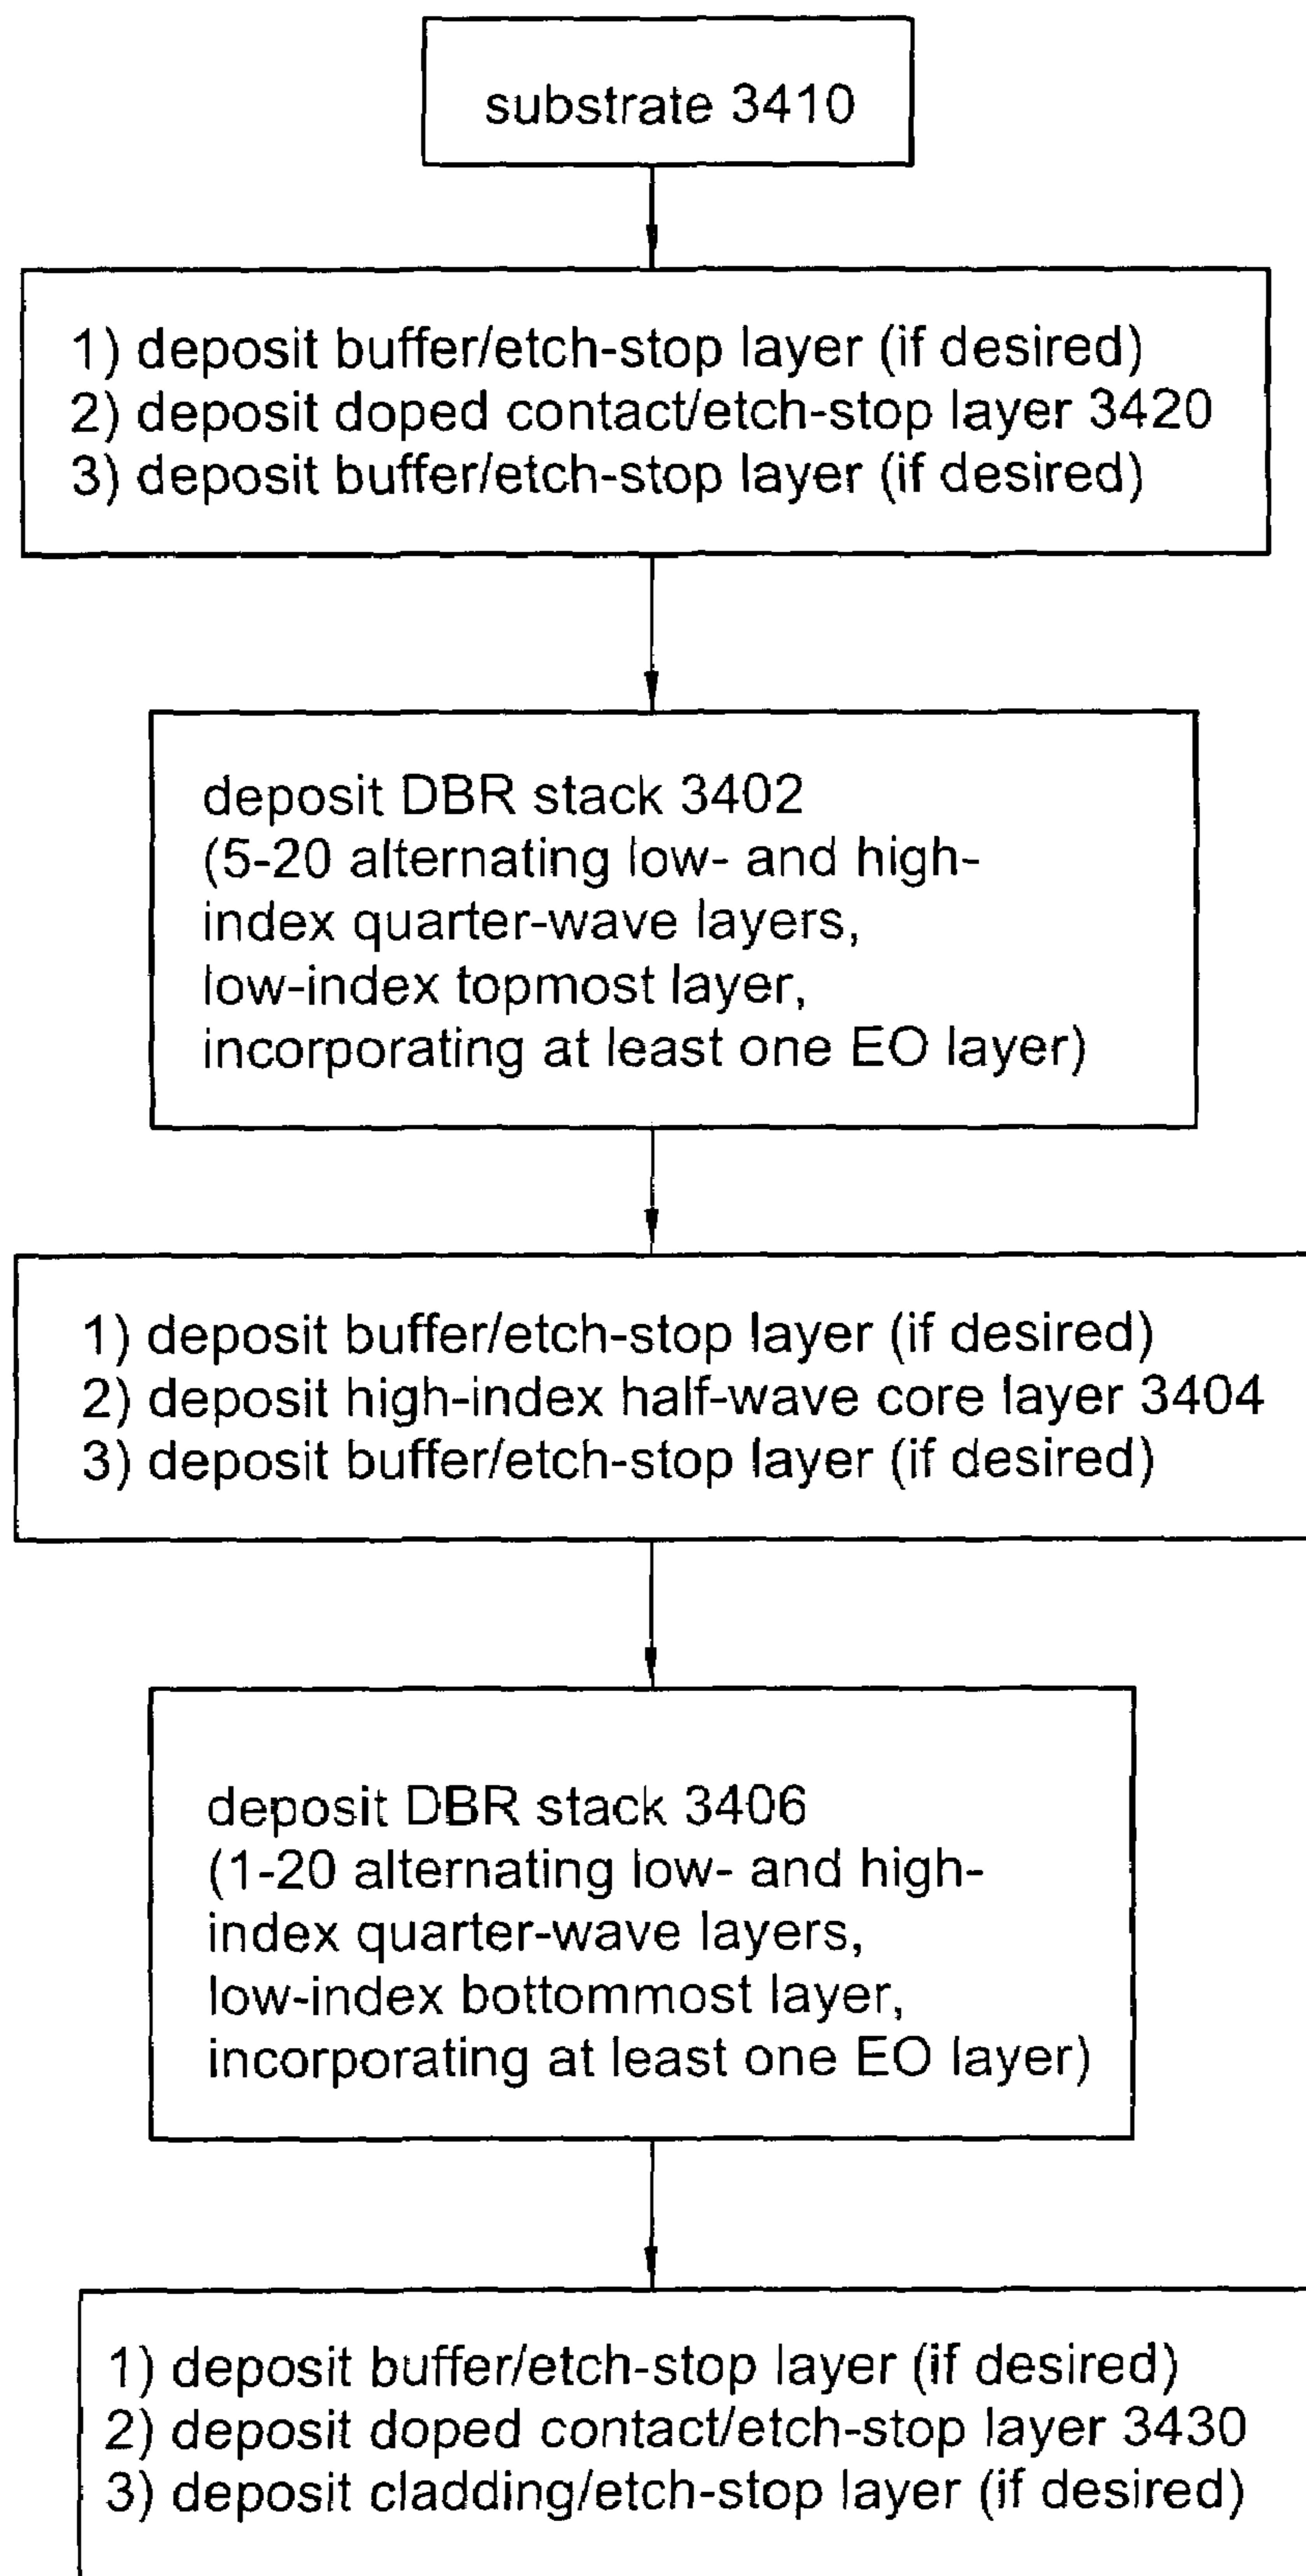 substrate 3410
1) deposit buffer/etch-stop layer (if desired)
2) deposit doped contact/etch-stop layer 3420
3) deposit buffer/etch-stop layer (if desired)
deposit DBR stack 3402
(5-20 alternating low- and high-
index quarter-wave layers,
low-index topmost layer,
incorporating at least one EO layer)
1) deposit buffer/etch-stop layer (if desired)
2) deposit high-index half-wave core layer 3404
3) deposit buffer/etch-stop layer (if desired)
deposit DBR stack 3406
(1-20 alternating low- and high-
index quarter-wave layers,
low-index bottommost layer,
incorporating at least one EO layer)
1) deposit buffer/etch-stop layer (if desired)
2) deposit doped contact/etch-stop layer 3430
3) deposit cladding/etch-stop layer (if desired)